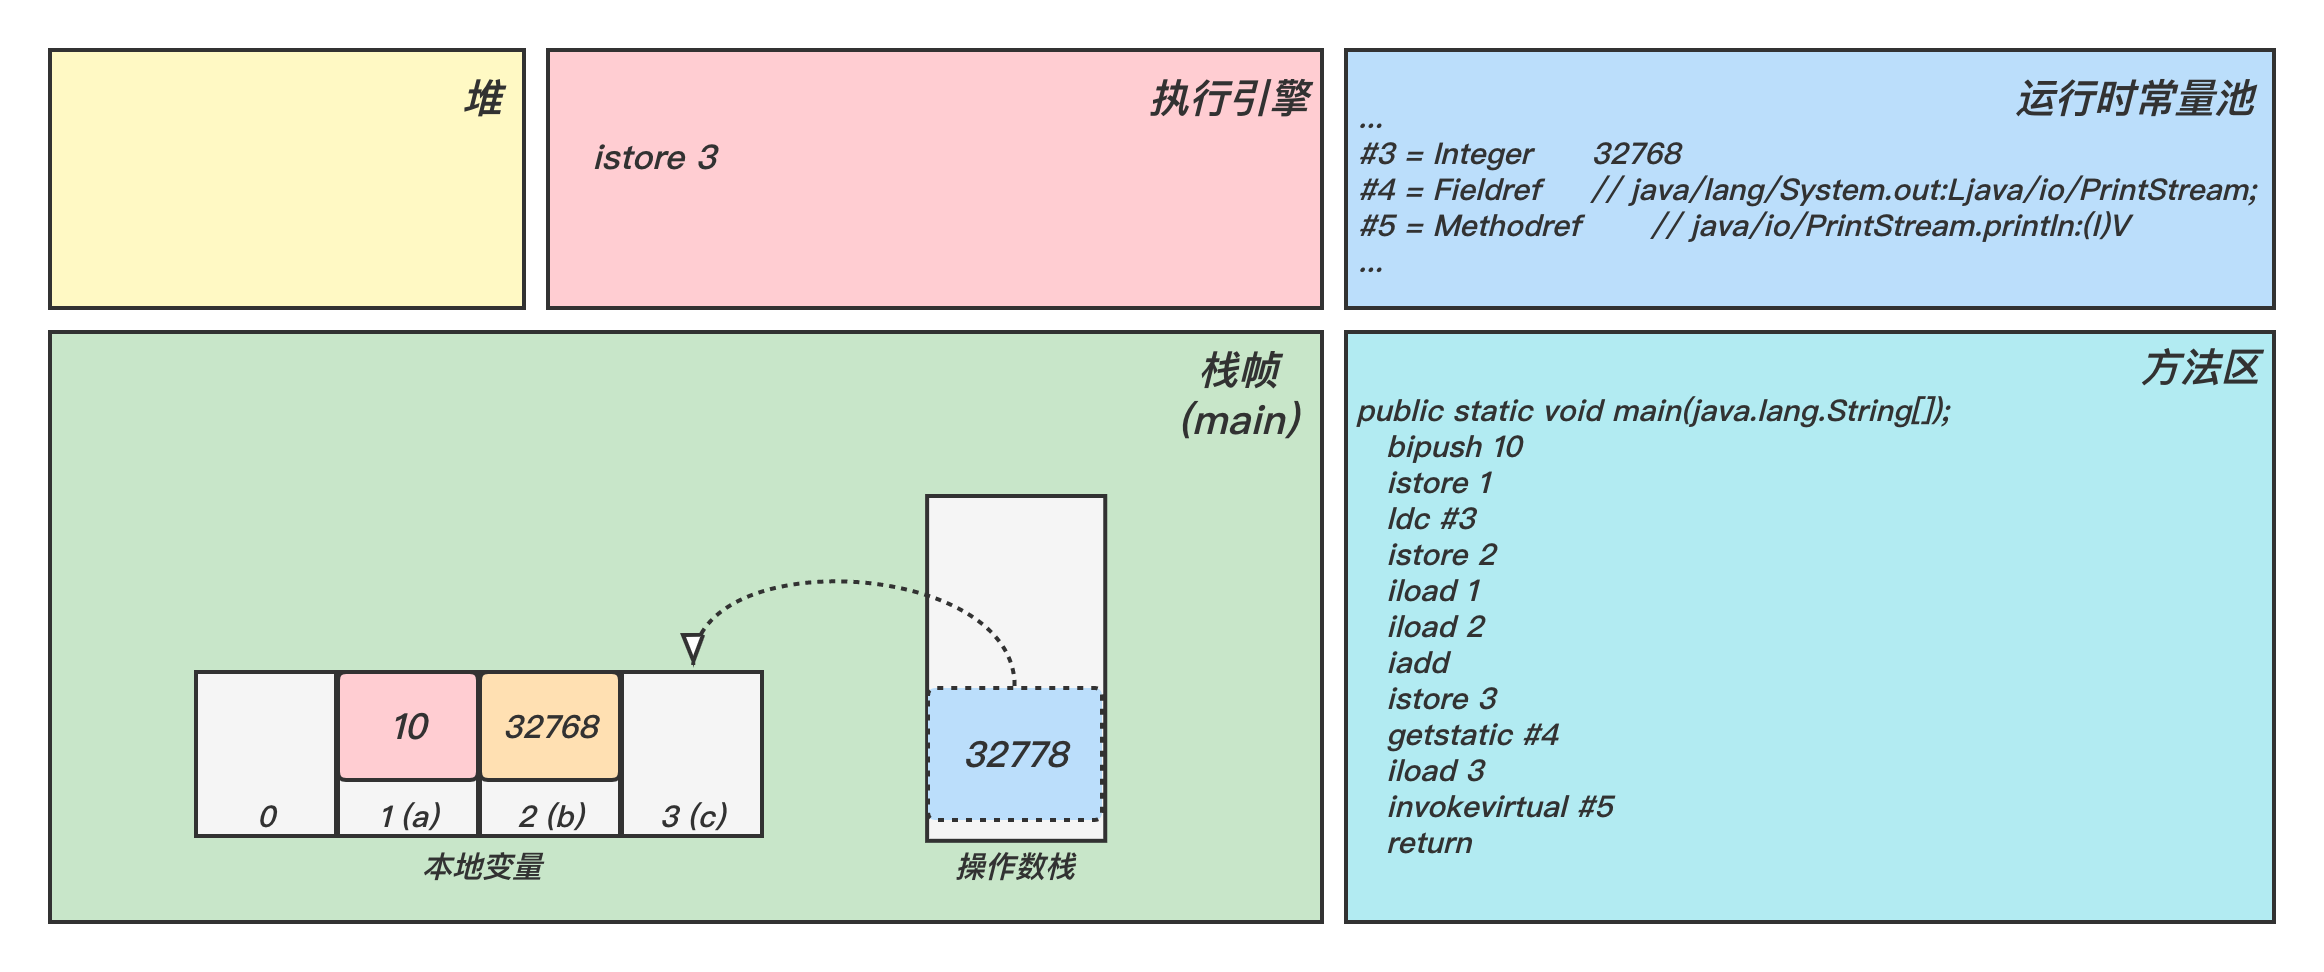 堆
执行引擎
istore 3
运行时常量池
...
#3 = Integer 32768
#4 = Fieldref // java/lang/System.out:Ljava/io/PrintStream;
#5 = Methodref // java/io/PrintStream.println:(I)V
...
栈帧
(main)
10
32768
32778
0
1 (a)
2 (b)
3 (c)
本地变量
操作数栈
方法区
public static void main(java.lang.String[]);
bipush 10
istore 1
ldc #3
istore 2
iload 1
iload 2
iadd
istore 3
getstatic #4
iload 3
invokevirtual #5
return